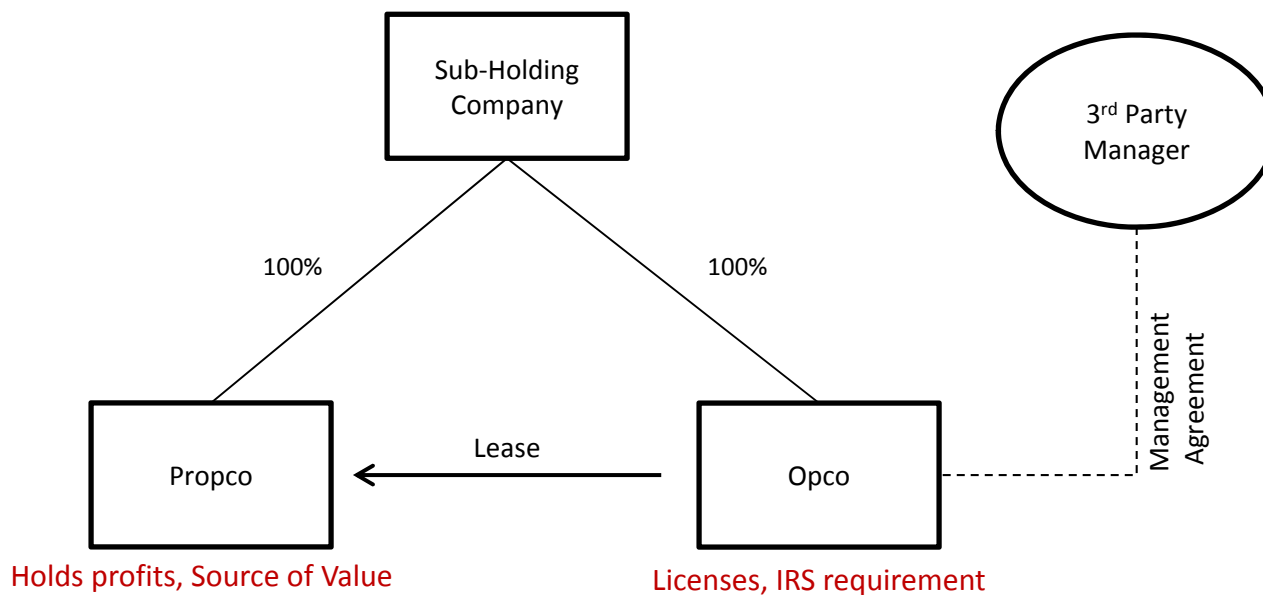 Sub-Holding
Company
3rd Party
Manager
100%
100%
Management
Agreement
Lease
Propco
Opco
Holds profits, Source of Value
Licenses, IRS requirement